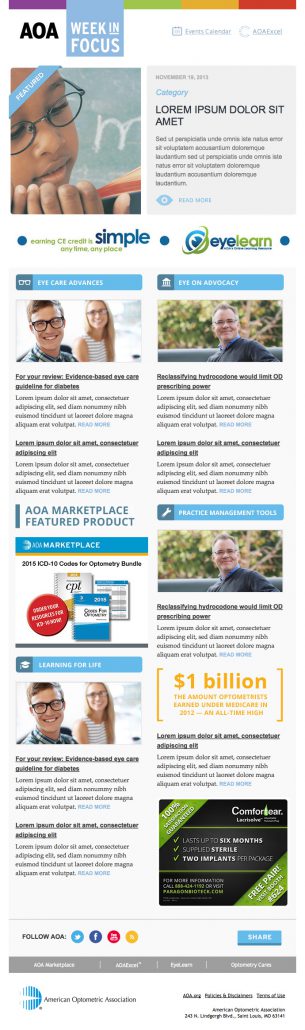 AOA WEEK IN
FOCUS
Events Calendar
AOAExcel
FEATURED
NOVEMBER 19, 2013
Category
LOREM IPSUM DOLOR SIT
AMET
Sed ut perspiciatis unde omnis iste natus error
sit voluptatem accusantium doloremque
laudantium sed ut perspiciatis unde omnis iste
natus error sit voluptatem accusantium
doloremque laudantium.
READ MORE
earning CE credit is simple
any time, any place
eyelearn
AOA's Online Learning Resource
EYE CARE ADVANCES
For your review: Evidence-based eye care
guideline for diabetes
Lorem ipsum dolor sit amet, consectetuer
adipiscing elit, sed diam nonummy nibh
euismod tincidunt ut laoreet dolore magna
aliquam erat volutpat. READ MORE
Lorem ipsum dolor sit amet, consectetuer
adipiscing elit
Lorem ipsum dolor sit amet, consectetuer
adipiscing elit, sed diam nonummy nibh
euismod tincidunt ut laoreet dolore magna
aliquam erat volutpat. READ MORE
AOA MARKETPLACE
FEATURED PRODUCT
AOA MARKETPLACE
2015 ICD-10 Codes for Optometry Bundle
cpt
2015
CODES FOR
OPTOMETRY
ORDER YOUR
RESOURCES FOR
ICD-10 NOW!
LEARNING FOR LIFE
For your review: Evidence-based eye care
guideline for diabetes
Lorem ipsum dolor sit amet, consectetuer
adipiscing elit, sed diam nonummy nibh
euismod tincidunt ut laoreet dolore magna
aliquam erat volutpat. READ MORE
Lorem ipsum dolor sit amet, consectetuer
adipiscing elit
Lorem ipsum dolor sit amet, consectetuer
adipiscing elit, sed diam nonummy nibh
euismod tincidunt ut laoreet dolore magna
aliquam erat volutpat. READ MORE
EYE ON ADVOCACY
Reclassifying hydrocodone would limit OD
prescribing power
Lorem ipsum dolor sit amet, consectetuer
adipiscing elit, sed diam nonummy nibh
euismod tincidunt ut laoreet dolore magna
aliquam erat volutpat. READ MORE
Lorem ipsum dolor sit amet, consectetuer
adipiscing elit
Lorem ipsum dolor sit amet, consectetuer
adipiscing elit, sed diam nonummy nibh
euismod tincidunt ut laoreet dolore magna
aliquam erat volutpat. READ MORE
PRACTICE MANAGEMENT TOOLS
Reclassifying hydrocodone would limit OD
prescribing power
Lorem ipsum dolor sit amet, consectetuer
adipiscing elit, sed diam nonummy nibh
euismod tincidunt ut laoreet dolore magna
aliquam erat volutpat. READ MORE
$1 billion
THE AMOUNT OPTOMETRISTS
EARNED UNDER MEDICARE IN
2012 — AN ALL-TIME HIGH
Lorem ipsum dolor sit amet, consectetuer
adipiscing elit
Lorem ipsum dolor sit amet, consectetuer
adipiscing elit, sed diam nonummy nibh
euismod tincidunt ut laoreet dolore magna
aliquam erat volutpat. READ MORE
100%
GUARANTEED
Comfortear.
Lacrisolve
LASTS UP TO SIX MONTHS
SUPPLIED STERILE
TWO IMPLANTS PER PACKAGE
FOR MORE INFORMATION
CALL 888-424-1192 OR VISIT
PARAGONBIOTECK.COM
FREE PAIR!
VISIT BOOTH
#624
FOLLOW AOA:
SHARE
AOA Marketplace
AOAExcel™
EyeLearn
Optometry Cares
American Optometric Association
AOA.org Policies & Disclaimers Terms of Use
American Optometric Association
243 N. Lindbergh Blvd., Saint Louis, MO 63141